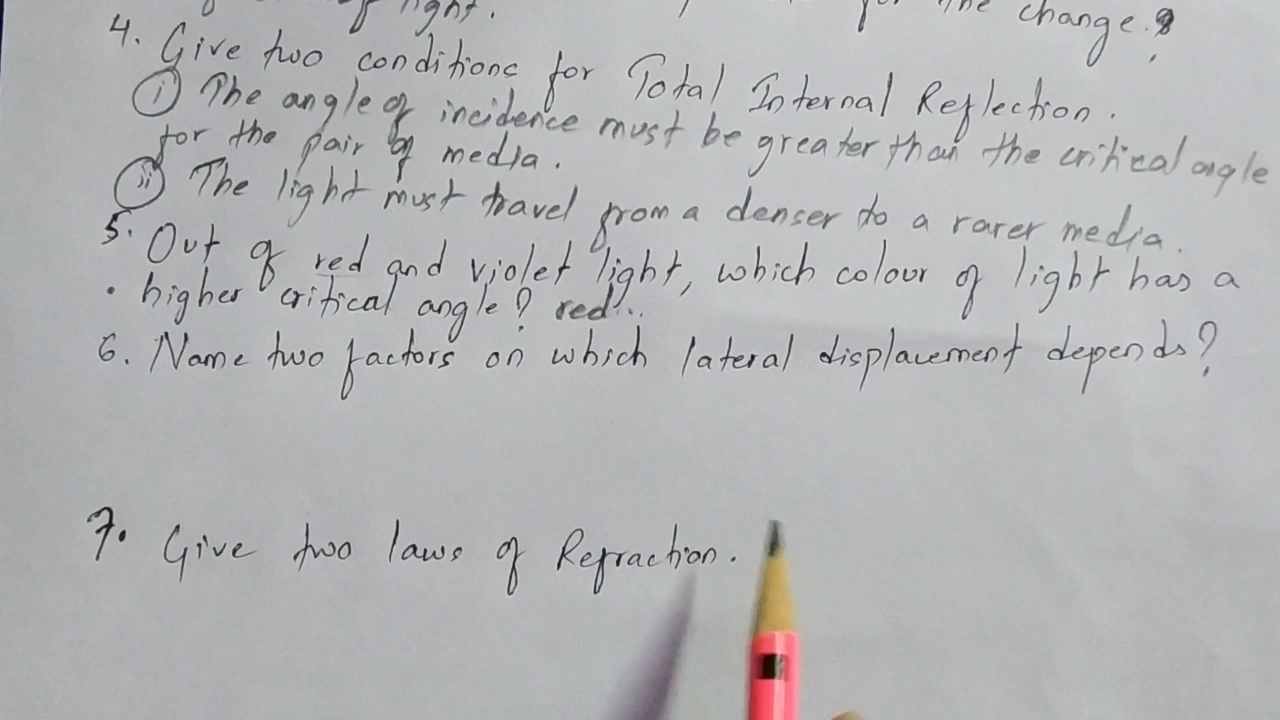 light.
the change.?
4. Give two conditions for Total Internal Reflection.
(i) The angle of incidence must be greater than the critical angle
for the pair of media.
(ii) The light must travel from a denser to a rarer media.
5. Out of red and violet light, which colour of light has a
• higher critical angle? red..
6. Name two factors on which lateral displacement depends?
7. Give two laws of Refraction.